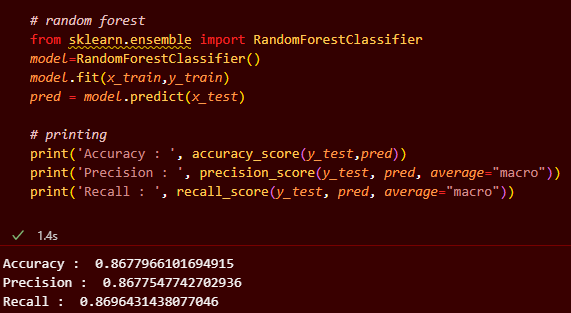 # random forest
from sklearn.ensemble import RandomForestClassifier
model=RandomForestClassifier()
model.fit(x_train,y_train)
pred = model.predict(x_test)
# printing
print('Accuracy : ', accuracy_score(y_test,pred))
print('Precision : ', precision_score(y_test, pred, average="macro"))
print('Recall : ', recall_score(y_test, pred, average="macro"))
1.4s
Accuracy :  0.8677966101694915
Precision :  0.8677547742702936
Recall :  0.8696431438077046